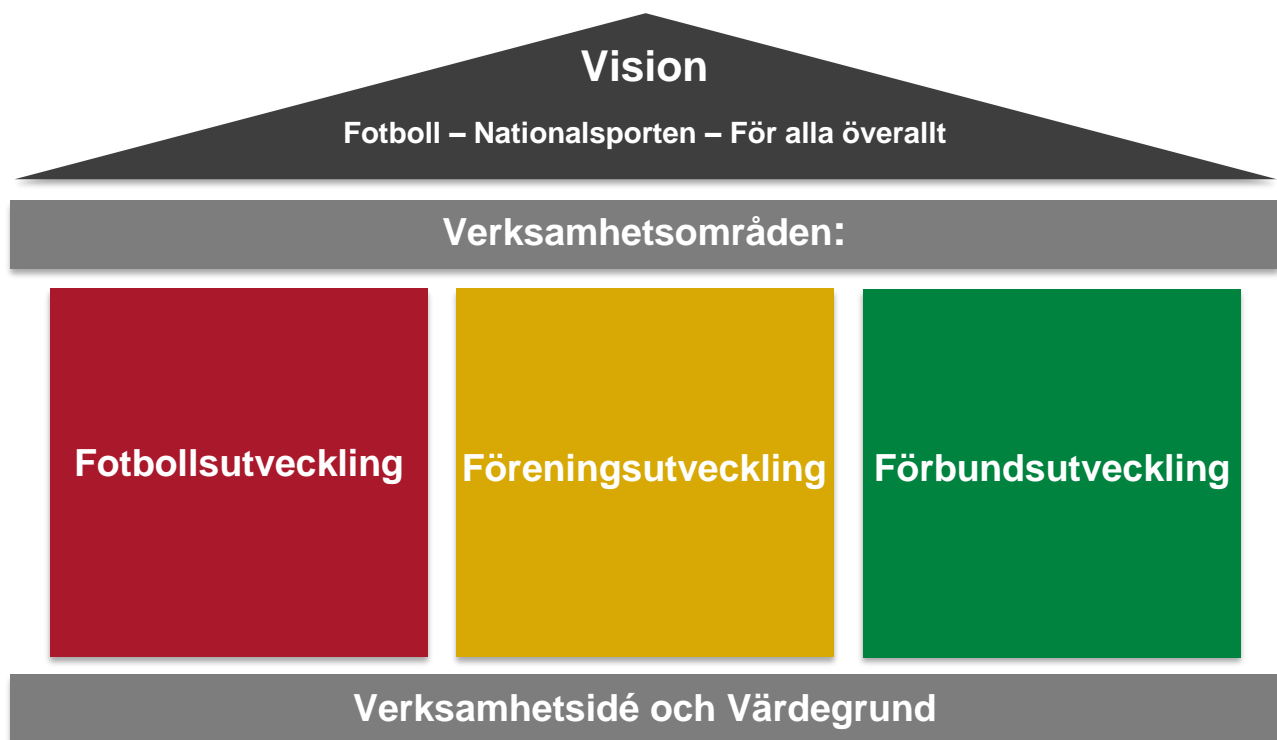 Vision
Fotboll – Nationalsporten – För alla överallt
Verksamhetsområden:
Fotbollsutveckling
Föreningsutveckling
Förbundsutveckling
Verksamhetsidé och Värdegrund